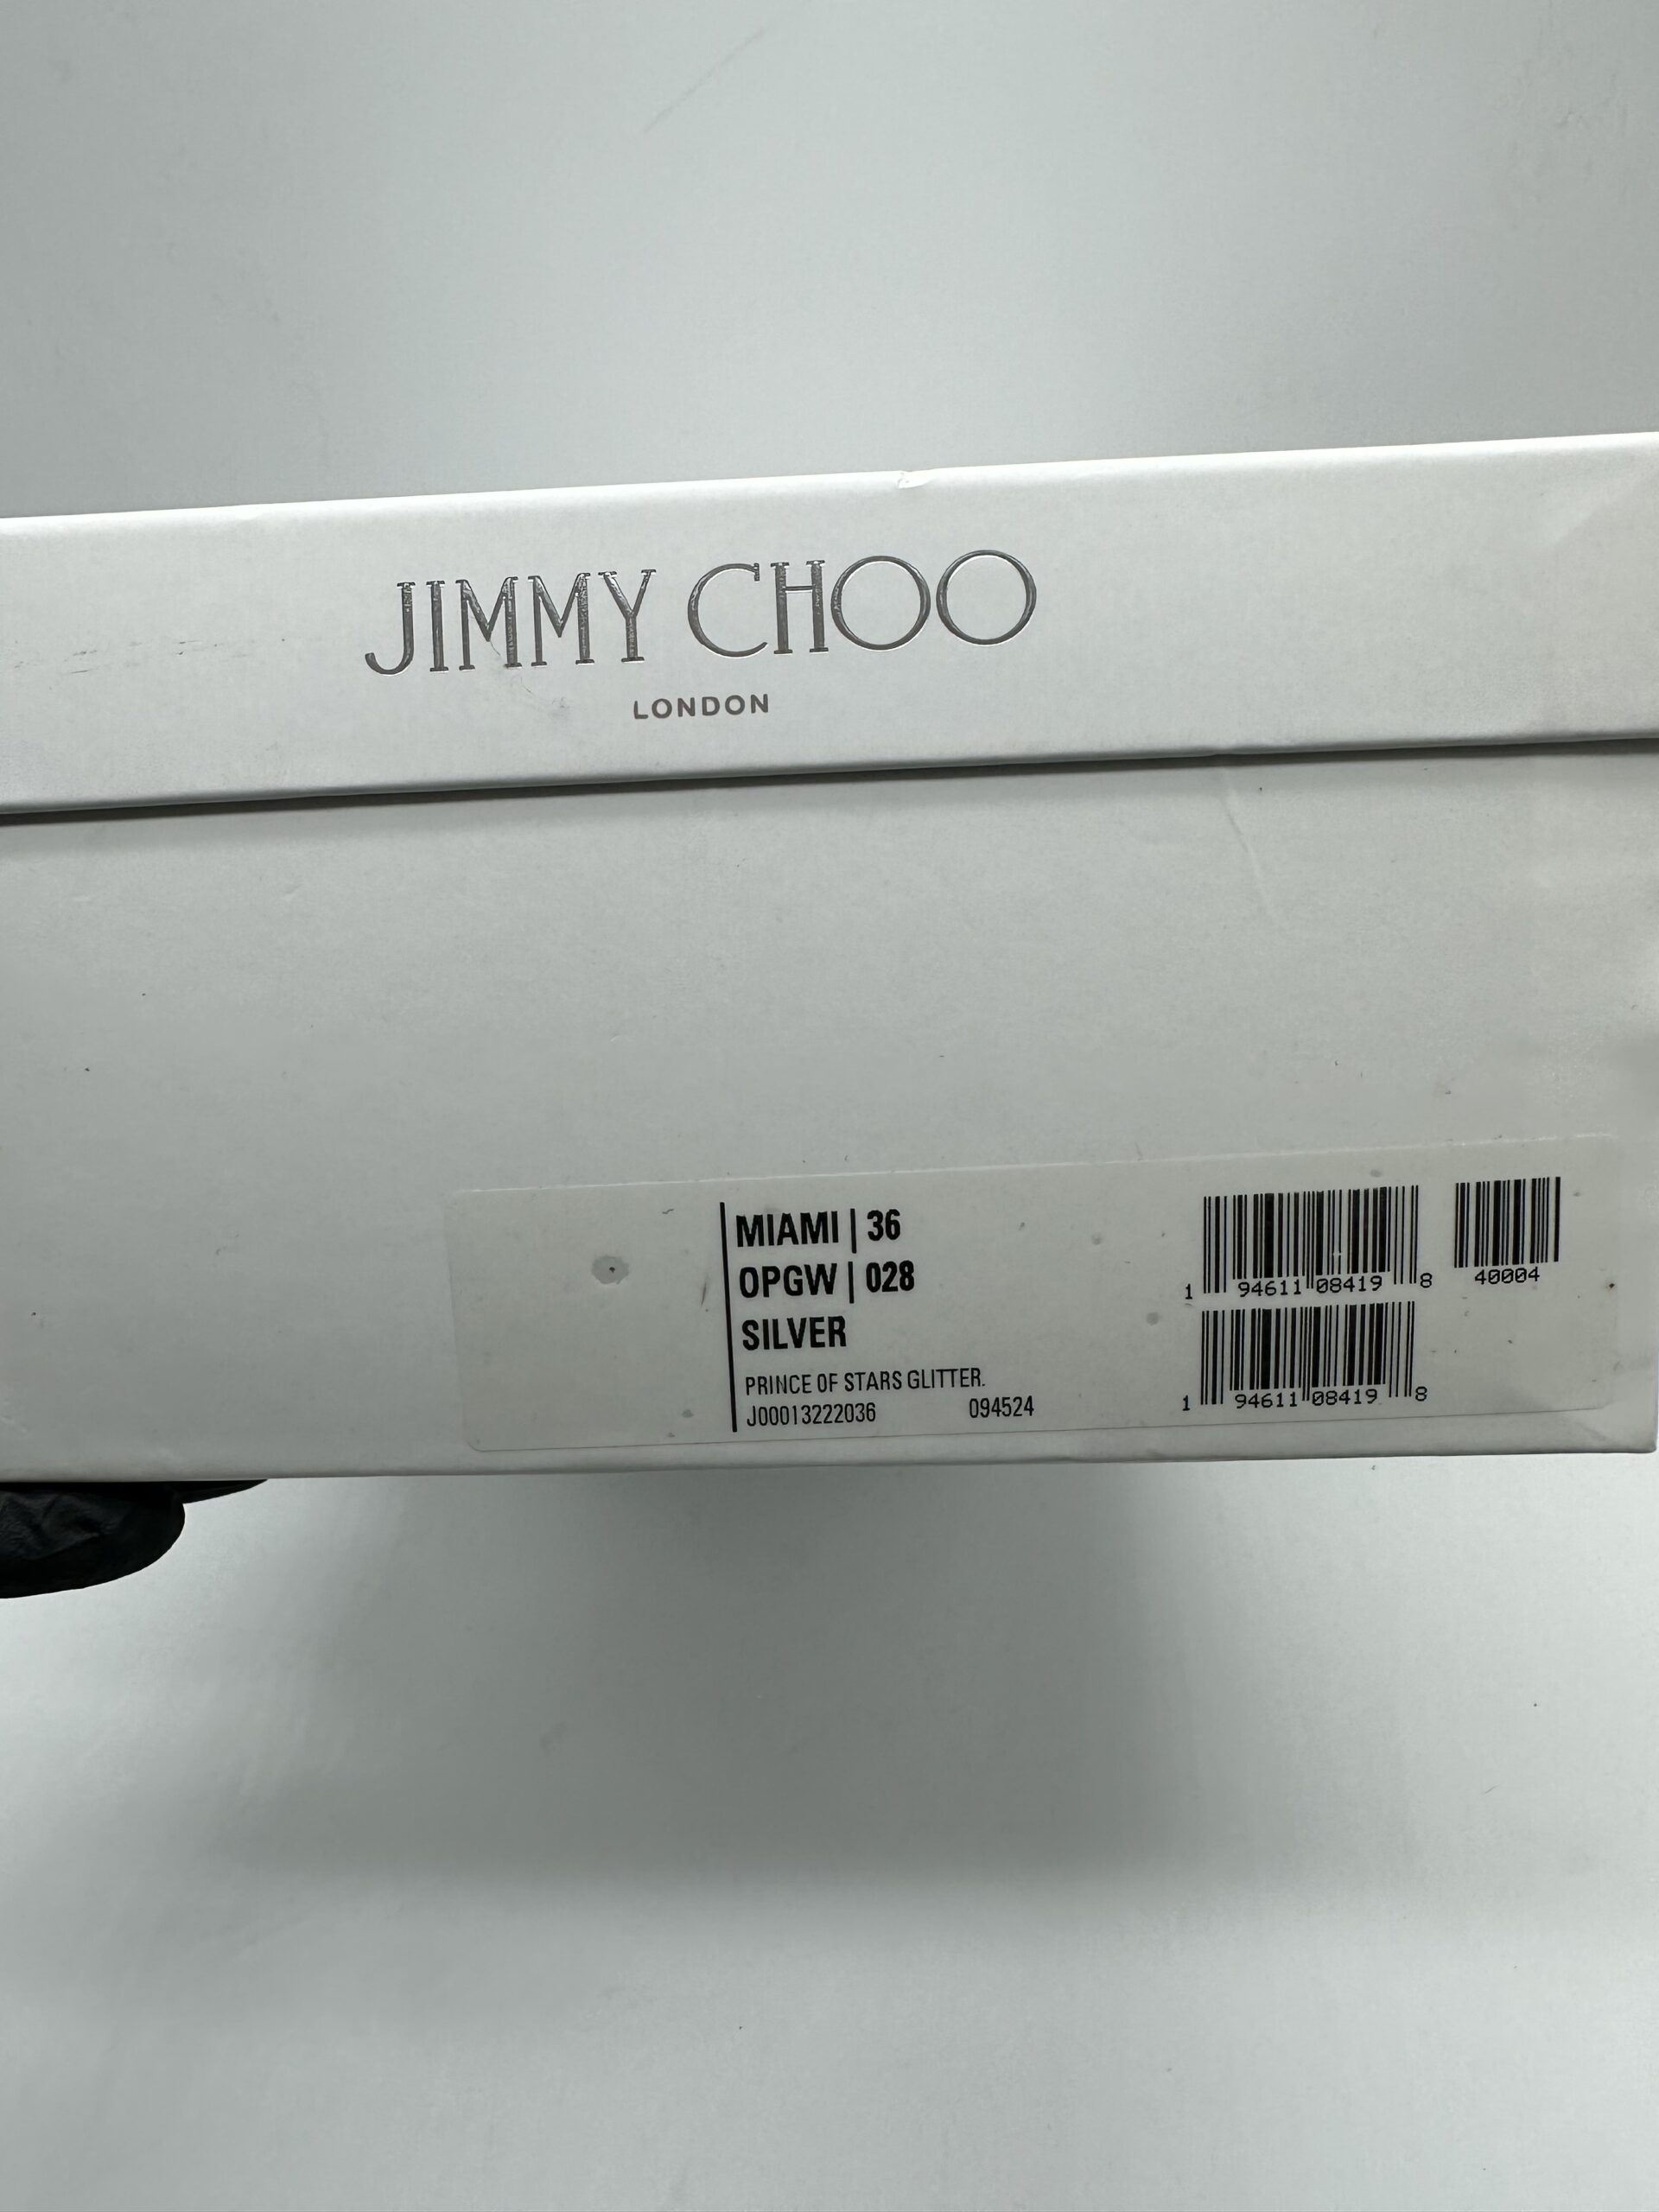 JIMMY CHOO
LONDON
MIAMI | 36
OPGW | 028
SILVER
PRINCE OF STARS GLITTER.
J00013222036 094524
1 94611 08419 8
40004
1 94611 08419 8